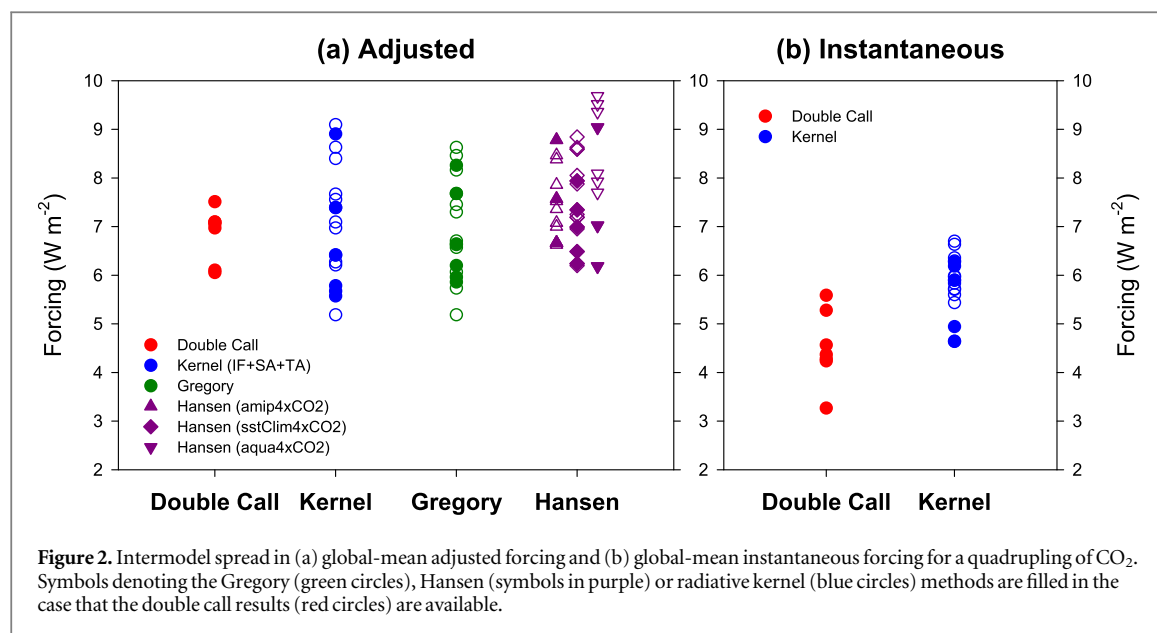 (a) Adjusted
(b) Instantaneous
10
9
8
7
6
5
4
3
2
Forcing (W m-2)
Double Call
Kernel (IF+SA+TA)
Gregory
Hansen (amip4xCO2)
Hansen (sstClim4xCO2)
Hansen (aqua4xCO2)
Double Call Kernel Gregory Hansen
10
9
8
7
6
5
4
3
2
Double Call
Kernel
Double Call Kernel
10
9
8
7
6
5
4
3
2
Forcing (W m-2)
Figure 2. Intermodel spread in (a) global-mean adjusted forcing and (b) global-mean instantaneous forcing for a quadrupling of CO2.
Symbols denoting the Gregory (green circles), Hansen (symbols in purple) or radiative kernel (blue circles) methods are filled in the
case that the double call results (red circles) are available.